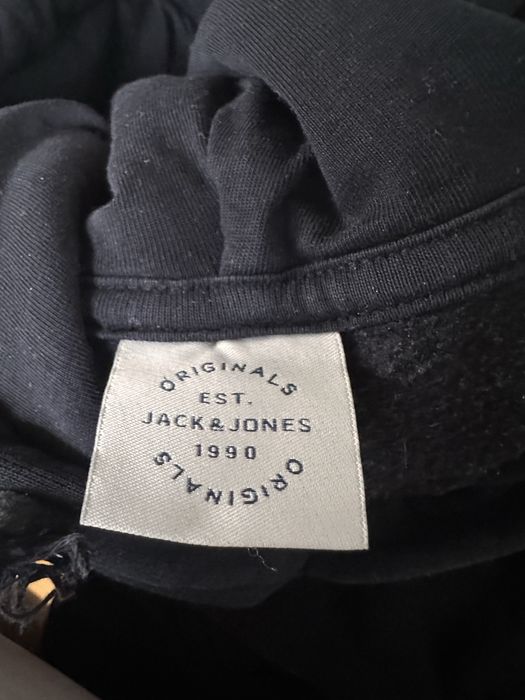 ORIGINALS
EST.
JACK&JONES
1990
ORIGINALS